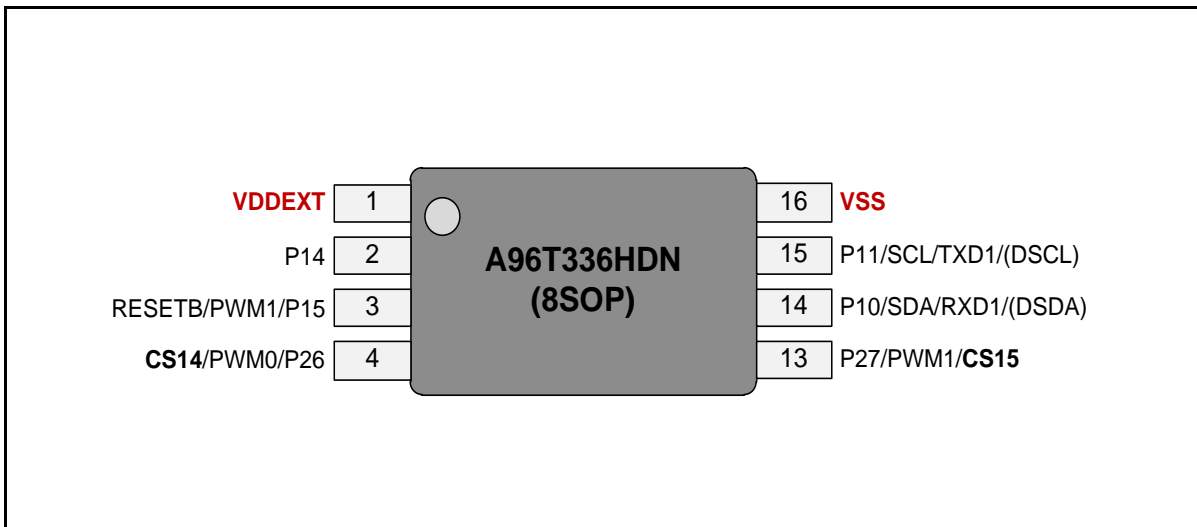 VDDEXT 1
P14 2
RESETB/PWM1/P15 3
CS14/PWM0/P26 4
A96T336HDN
(8SOP)
16 VSS
15 P11/SCL/TXD1/(DSCL)
14 P10/SDA/RXD1/(DSDA)
13 P27/PWM1/CS15